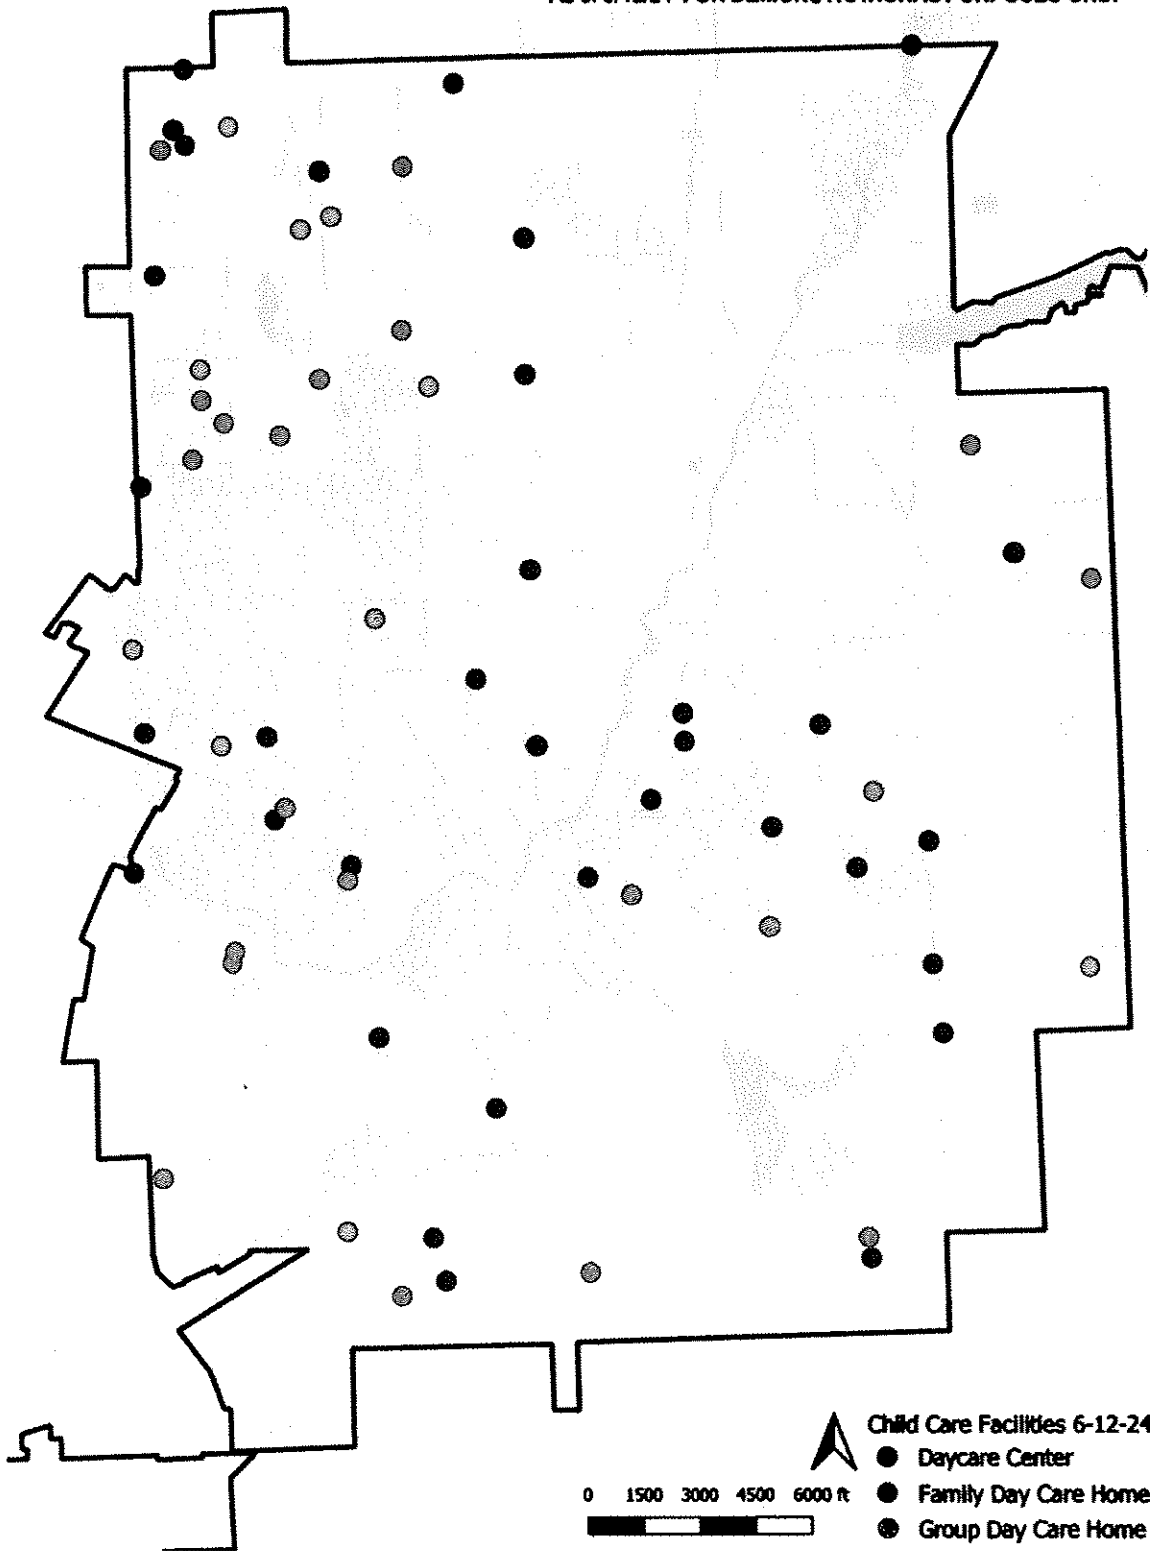 Child Care Facilities 6-12-24
Daycare Center
0 1500 3000 4500 6000 ft
Family Day Care Home
Group Day Care Home